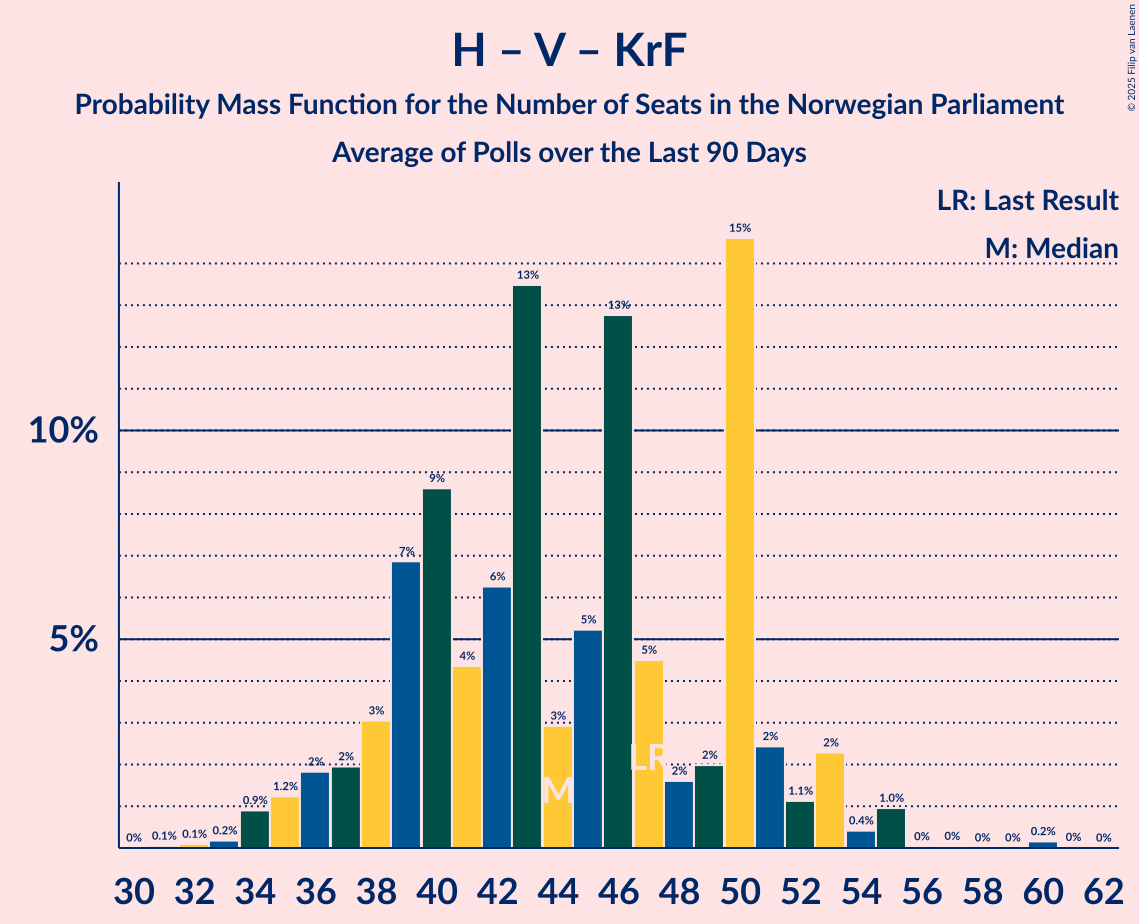 H – V – KrF
Probability Mass Function for the Number of Seats in the Norwegian Parliament
Average of Polls over the Last 90 Days
© 2025 Filip van Laenen
LR: Last Result
M: Median
10%
5%
0% 0.1% 0.1% 0.2% 0.9% 1.2% 2% 2% 3% 7% 9% 4% 6% 13% 3% 5% 13% 5% 2% 2% 15% 2% 1.1% 2% 0.4% 1.0% 0% 0% 0% 0% 0.2% 0% 0%
M LR
30 32 34 36 38 40 42 44 46 48 50 52 54 56 58 60 62